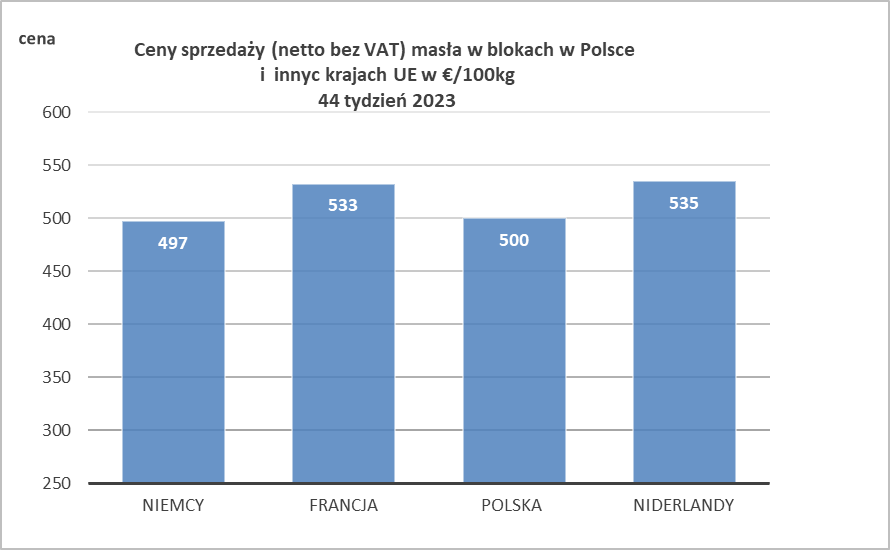 cena
Ceny sprzedaży (netto bez VAT) masła w blokach w Polsce
i innyc krajach UE w €/100kg
44 tydzień 2023
600
550
500
450
400
350
300
250
497
533
500
535
NIEMCY
FRANCJA
POLSKA
NIDERLANDY